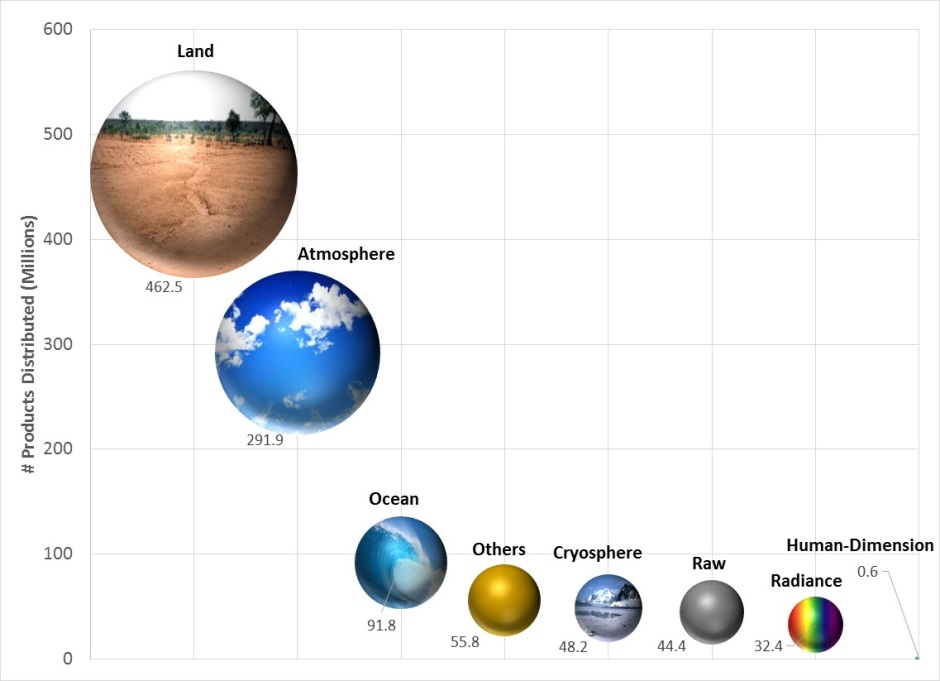 600
Land
500
# Products Distributed (Millions)
400
Atmosphere
462.5
300
291.9
200
Ocean
100
Others
Cryosphere
Raw
Human-Dimension
Radiance
0.6
91.8
55.8
48.2
44.4
32.4
0